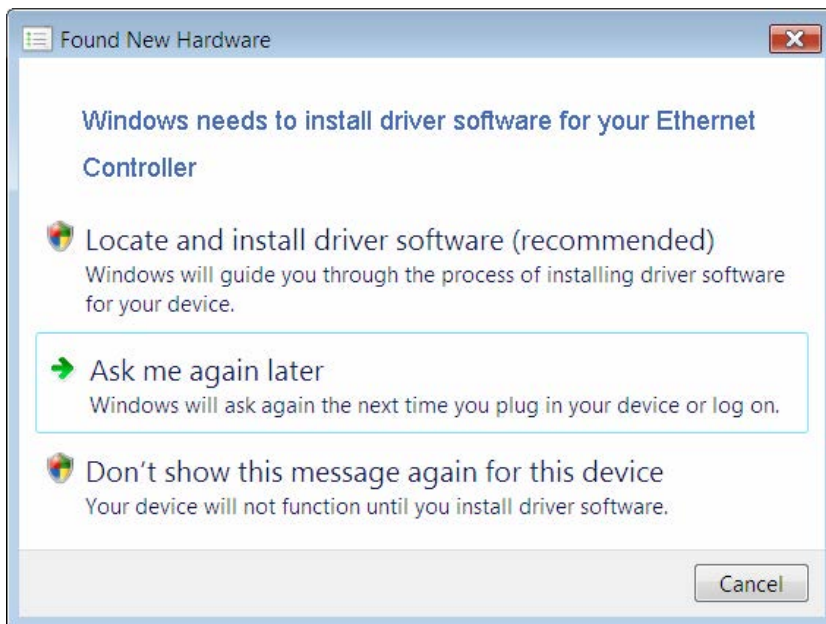 Found New Hardware
Windows needs to install driver software for your Ethernet
Controller
Locate and install driver software (recommended)
Windows will guide you through the process of installing driver software
for your device.
Ask me again later
Windows will ask again the next time you plug in your device or log on.
Don't show this message again for this device
Your device will not function until you install driver software.
Cancel